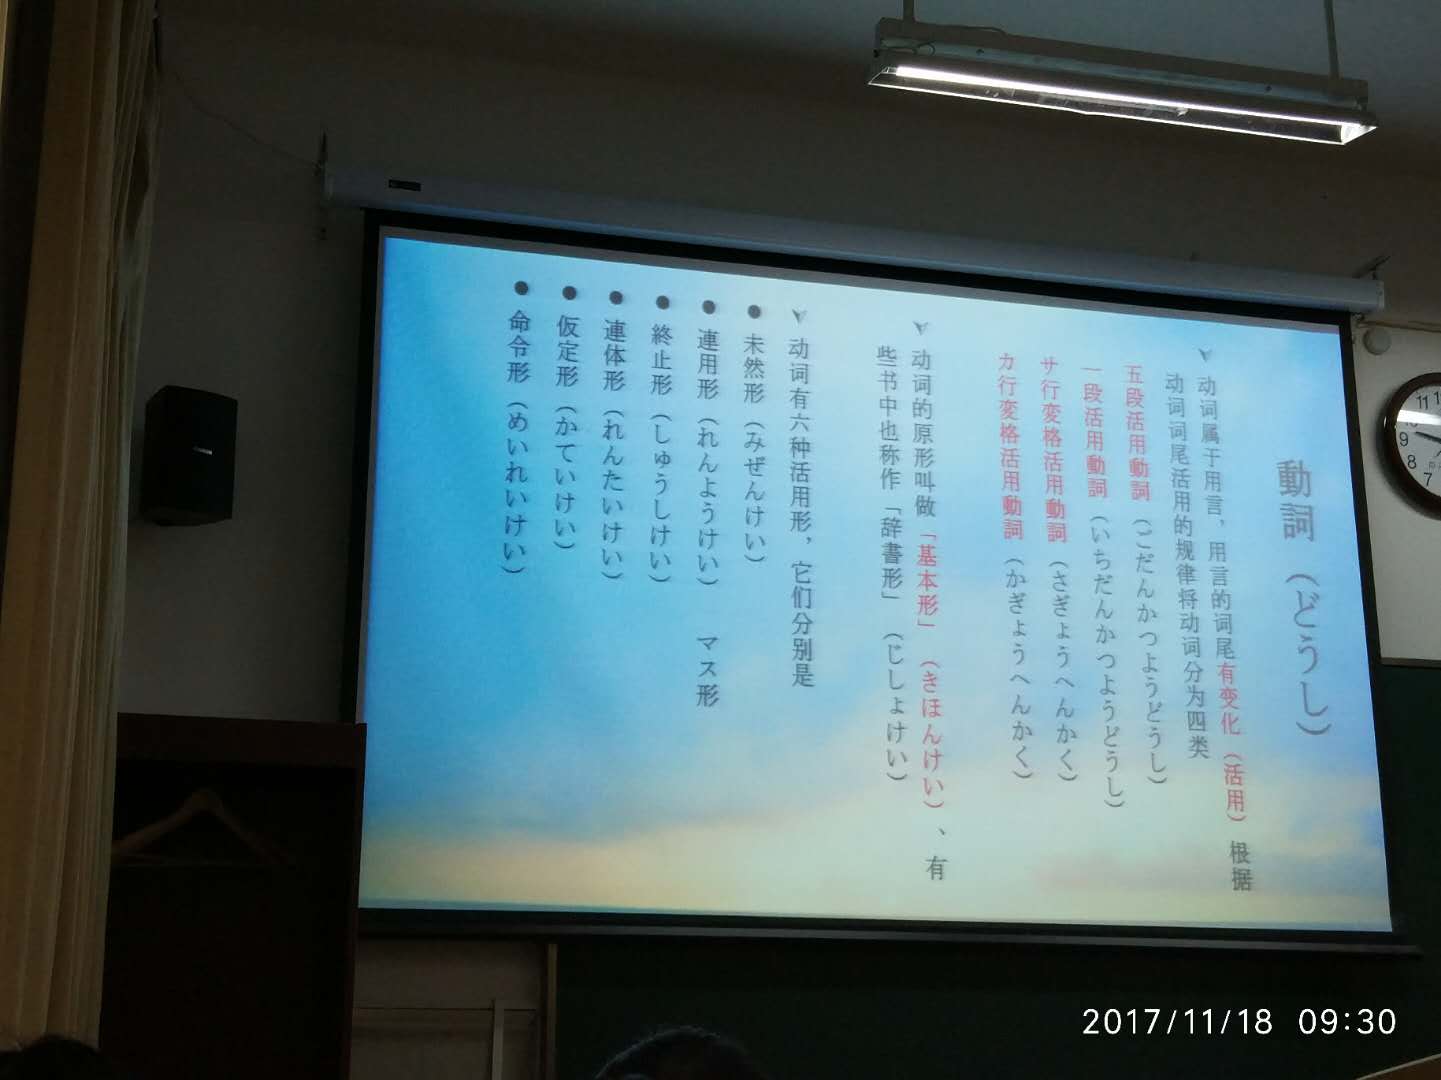 動詞（どうし）
动词属于用言，用言的词尾有变化（活用）根据
动词词尾活用的规律将动词分为四类
五段活用動詞（ごだんかつようどうし）
一段活用動詞（いちだんかつようどうし）
サ行変格活用動詞（さぎょうへんかく）
カ行変格活用動詞（かぎょうへんかく）
动词的原形叫做「基本形」（きほんけい）、有
些书中也称作「辞書形」（じしょけい）
动词有六种活用形，它们分别是
未然形（みぜんけい）
連用形（れんようけい） マス形
終止形（しゅうしけい）
連体形（れんたいけい）
仮定形（かていけい）
命令形（めいれいけい）
11
9
8
7
2017/11/18 09:30